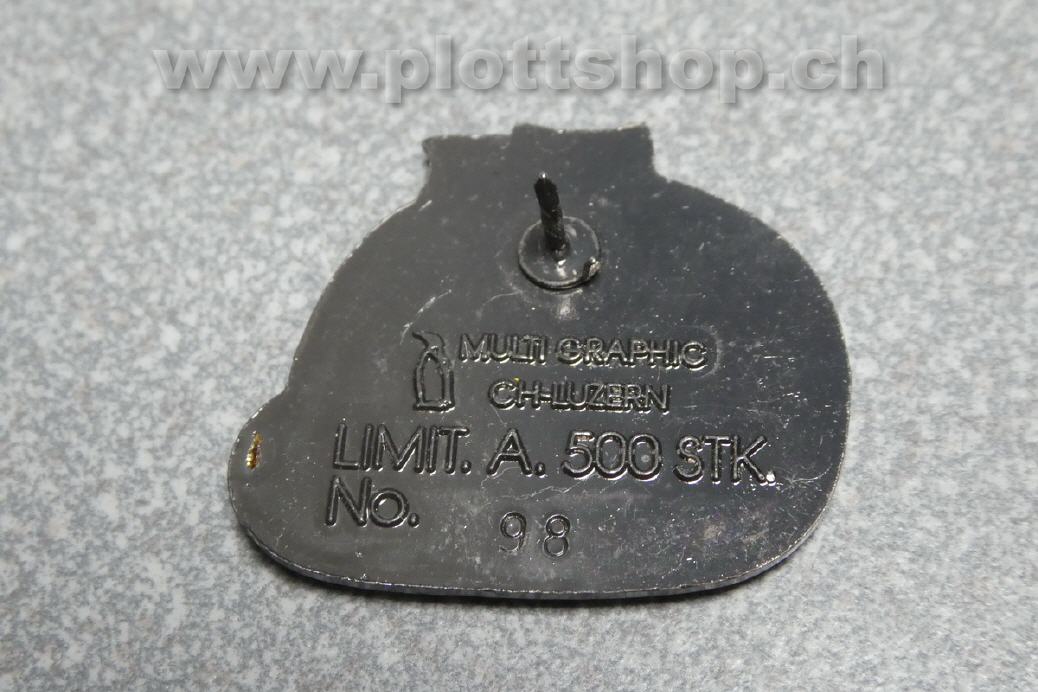 www.plottshop.ch
MULTI GRAPHIC
CH-LUZERN
LIMIT. A. 500 STK.
No. 98